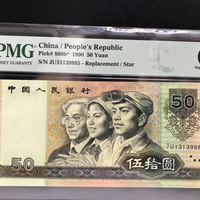 PMG
China / People's Republic
Pick# 888b* 1990 50 Yuan
S/N JU13139885 - Replacement / Star
中国人民银行
50
50
伍拾圆